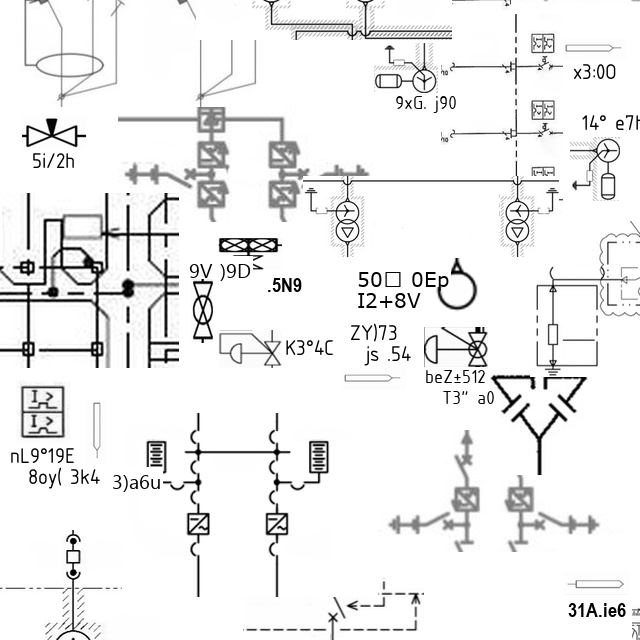 x3:00
9xG. j90
14° e7h
5i/2h
9V )9D
.5N9
50□ 0Ep
I2+8V
ZY)73
js .54
K3°4C
beZ±512
T3“ a0
nL9°19E
8oy( 3k4
3)a6u
31A.ie6